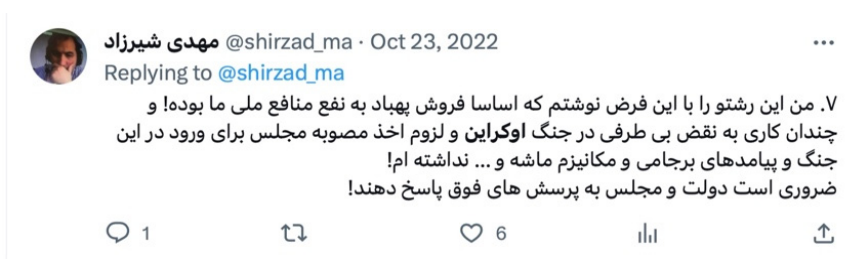 مهدی شیرزاد @shirzad_ma · Oct 23, 2022
Replying to @shirzad_ma
۷. من این رشتو را با این فرض نوشتم که اساسا فروش پهباد به نفع منافع ملی ما بوده! و
چندان کاری به نقض بی طرفی در جنگ اوکراین و لزوم اخذ مصوبه مجلس برای ورود در این
جنگ و پیامدهای برجامی و مکانیزم ماشه و ... نداشته ام!
ضروری است دولت و مجلس به پرسش های فوق پاسخ دهند!
1 6